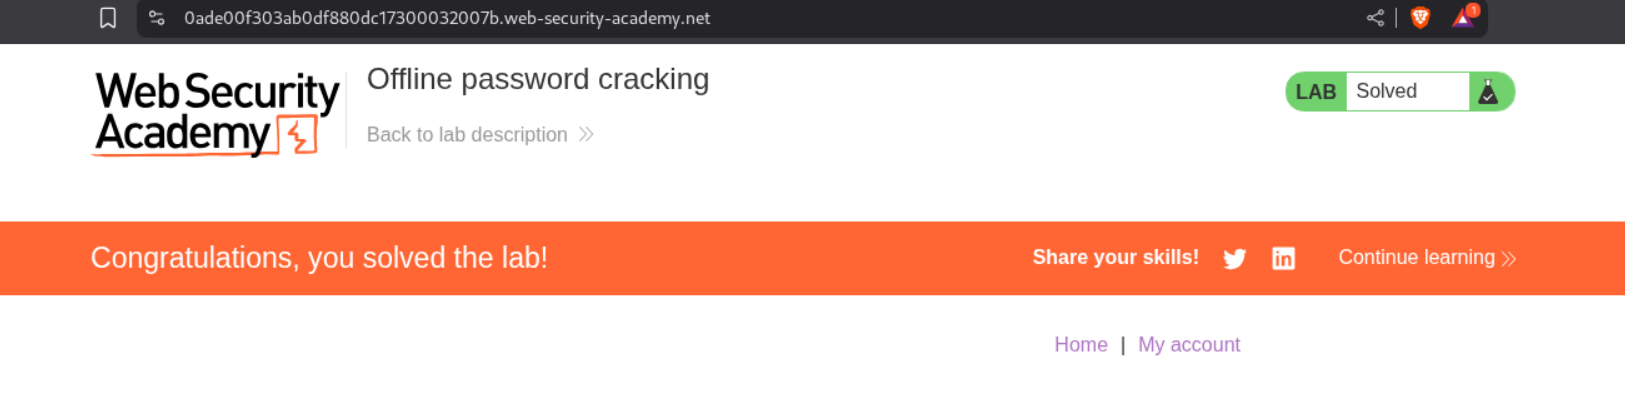 0ade00f303ab0df880dc17300032007b.web-security-academy.net
1
Web Security
Academy
Offline password cracking
Back to lab description
LAB Solved
Congratulations, you solved the lab!
Share your skills!
Continue learning
Home | My account